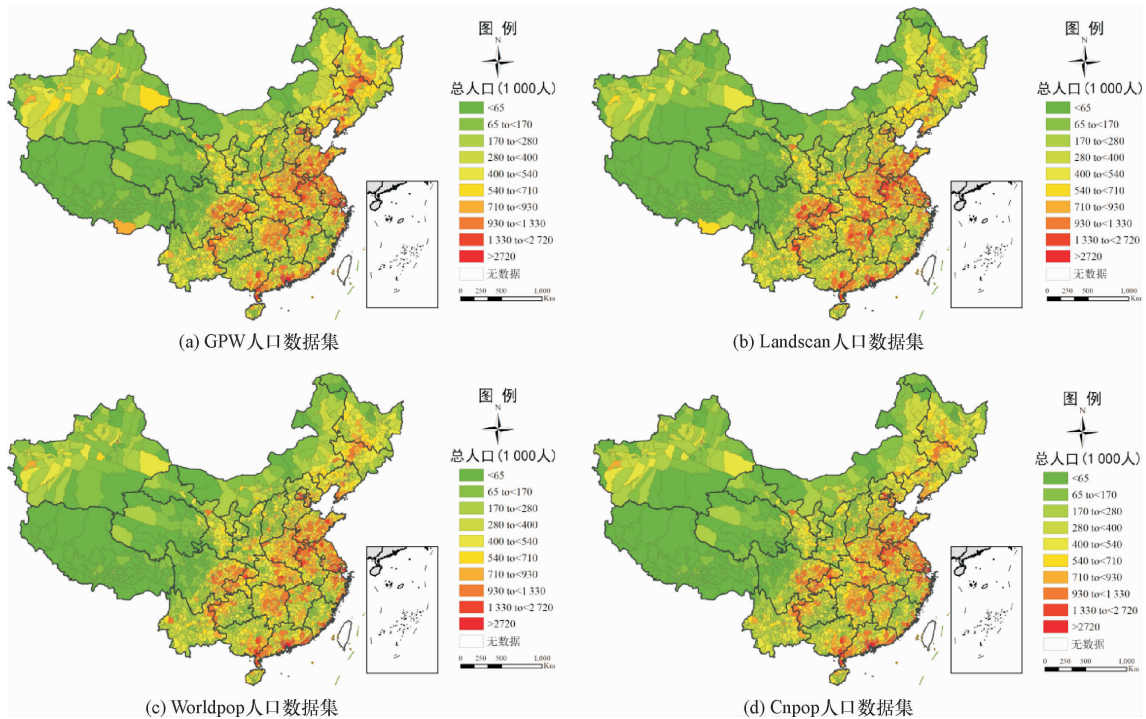 图 例
N
总人口(1 000人)
<65
65 to<170
170 to<280
280 to<400
400 to<540
540 to<710
710 to<930
930 to<1 330
1 330 to<2 720
>2720
无数据
0 250 500 1,000
Km
(a) GPW人口数据集
图 例
N
总人口(1 000人)
<65
65 to<170
170 to<280
280 to<400
400 to<540
540 to<710
710 to<930
930 to<1 330
1 330 to<2 720
>2720
无数据
0 250 500 1,000
Km
(b) Landscan人口数据集
图 例
N
总人口(1 000人)
<65
65 to<170
170 to<280
280 to<400
400 to<540
540 to<710
710 to<930
930 to<1 330
1 330 to<2 720
>2720
无数据
0 250 500 1,000
Km
(c) Worldpop人口数据集
图 例
N
总人口(1 000人)
<65
65 to<170
170 to<280
280 to<400
400 to<540
540 to<710
710 to<930
930 to<1 330
1 330 to<2 720
>2720
无数据
0 250 500 1,000
Km
(d) Cnpop人口数据集